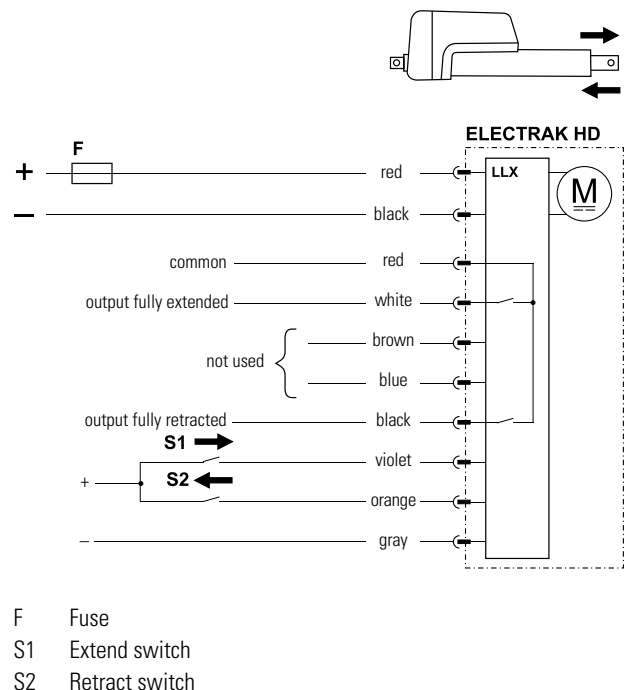 ELECTRAK HD
F
+ red LLX M
− black
common red
output fully extended white
brown
not used
blue
output fully retracted black
S1 violet
+ S2
orange
− gray
F Fuse
S1 Extend switch
S2 Retract switch